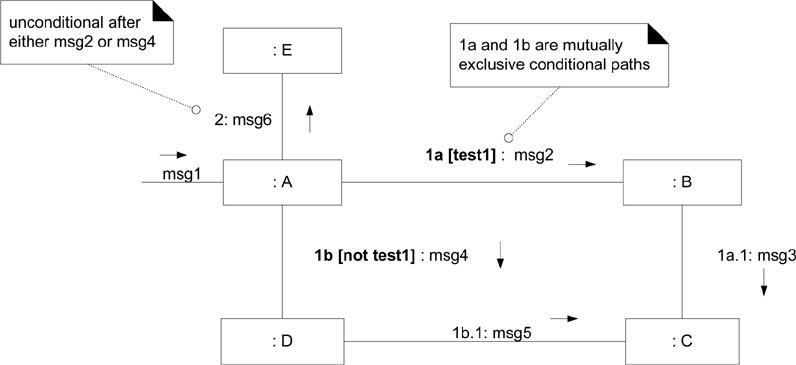 unconditional after
either msg2 or msg4
: E
1a and 1b are mutually
exclusive conditional paths
2: msg6
msg1
: A
1a [test1] : msg2
: B
1b [not test1] : msg4
1a.1: msg3
: D
1b.1: msg5
: C